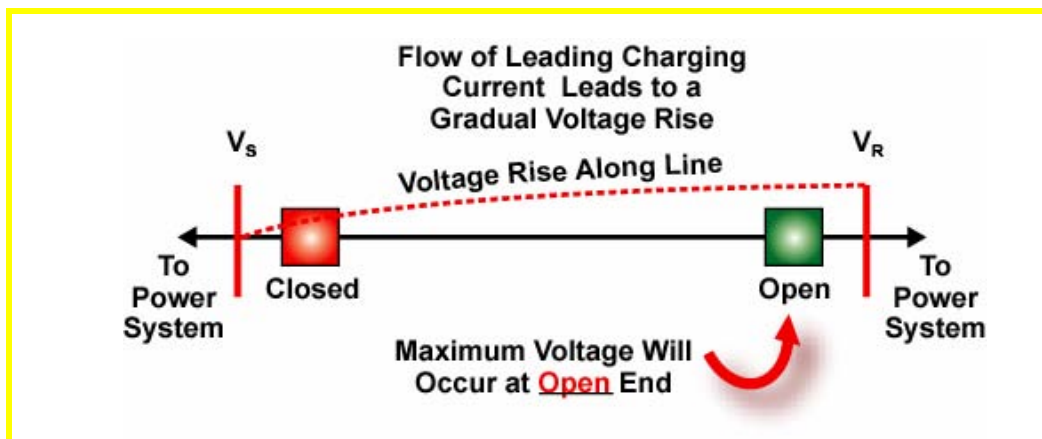 Flow of Leading Charging
Current Leads to a
Gradual Voltage Rise
VS
VR
Voltage Rise Along Line
To
Power
System
Closed
Open
To
Power
System
Maximum Voltage Will
Occur at Open End